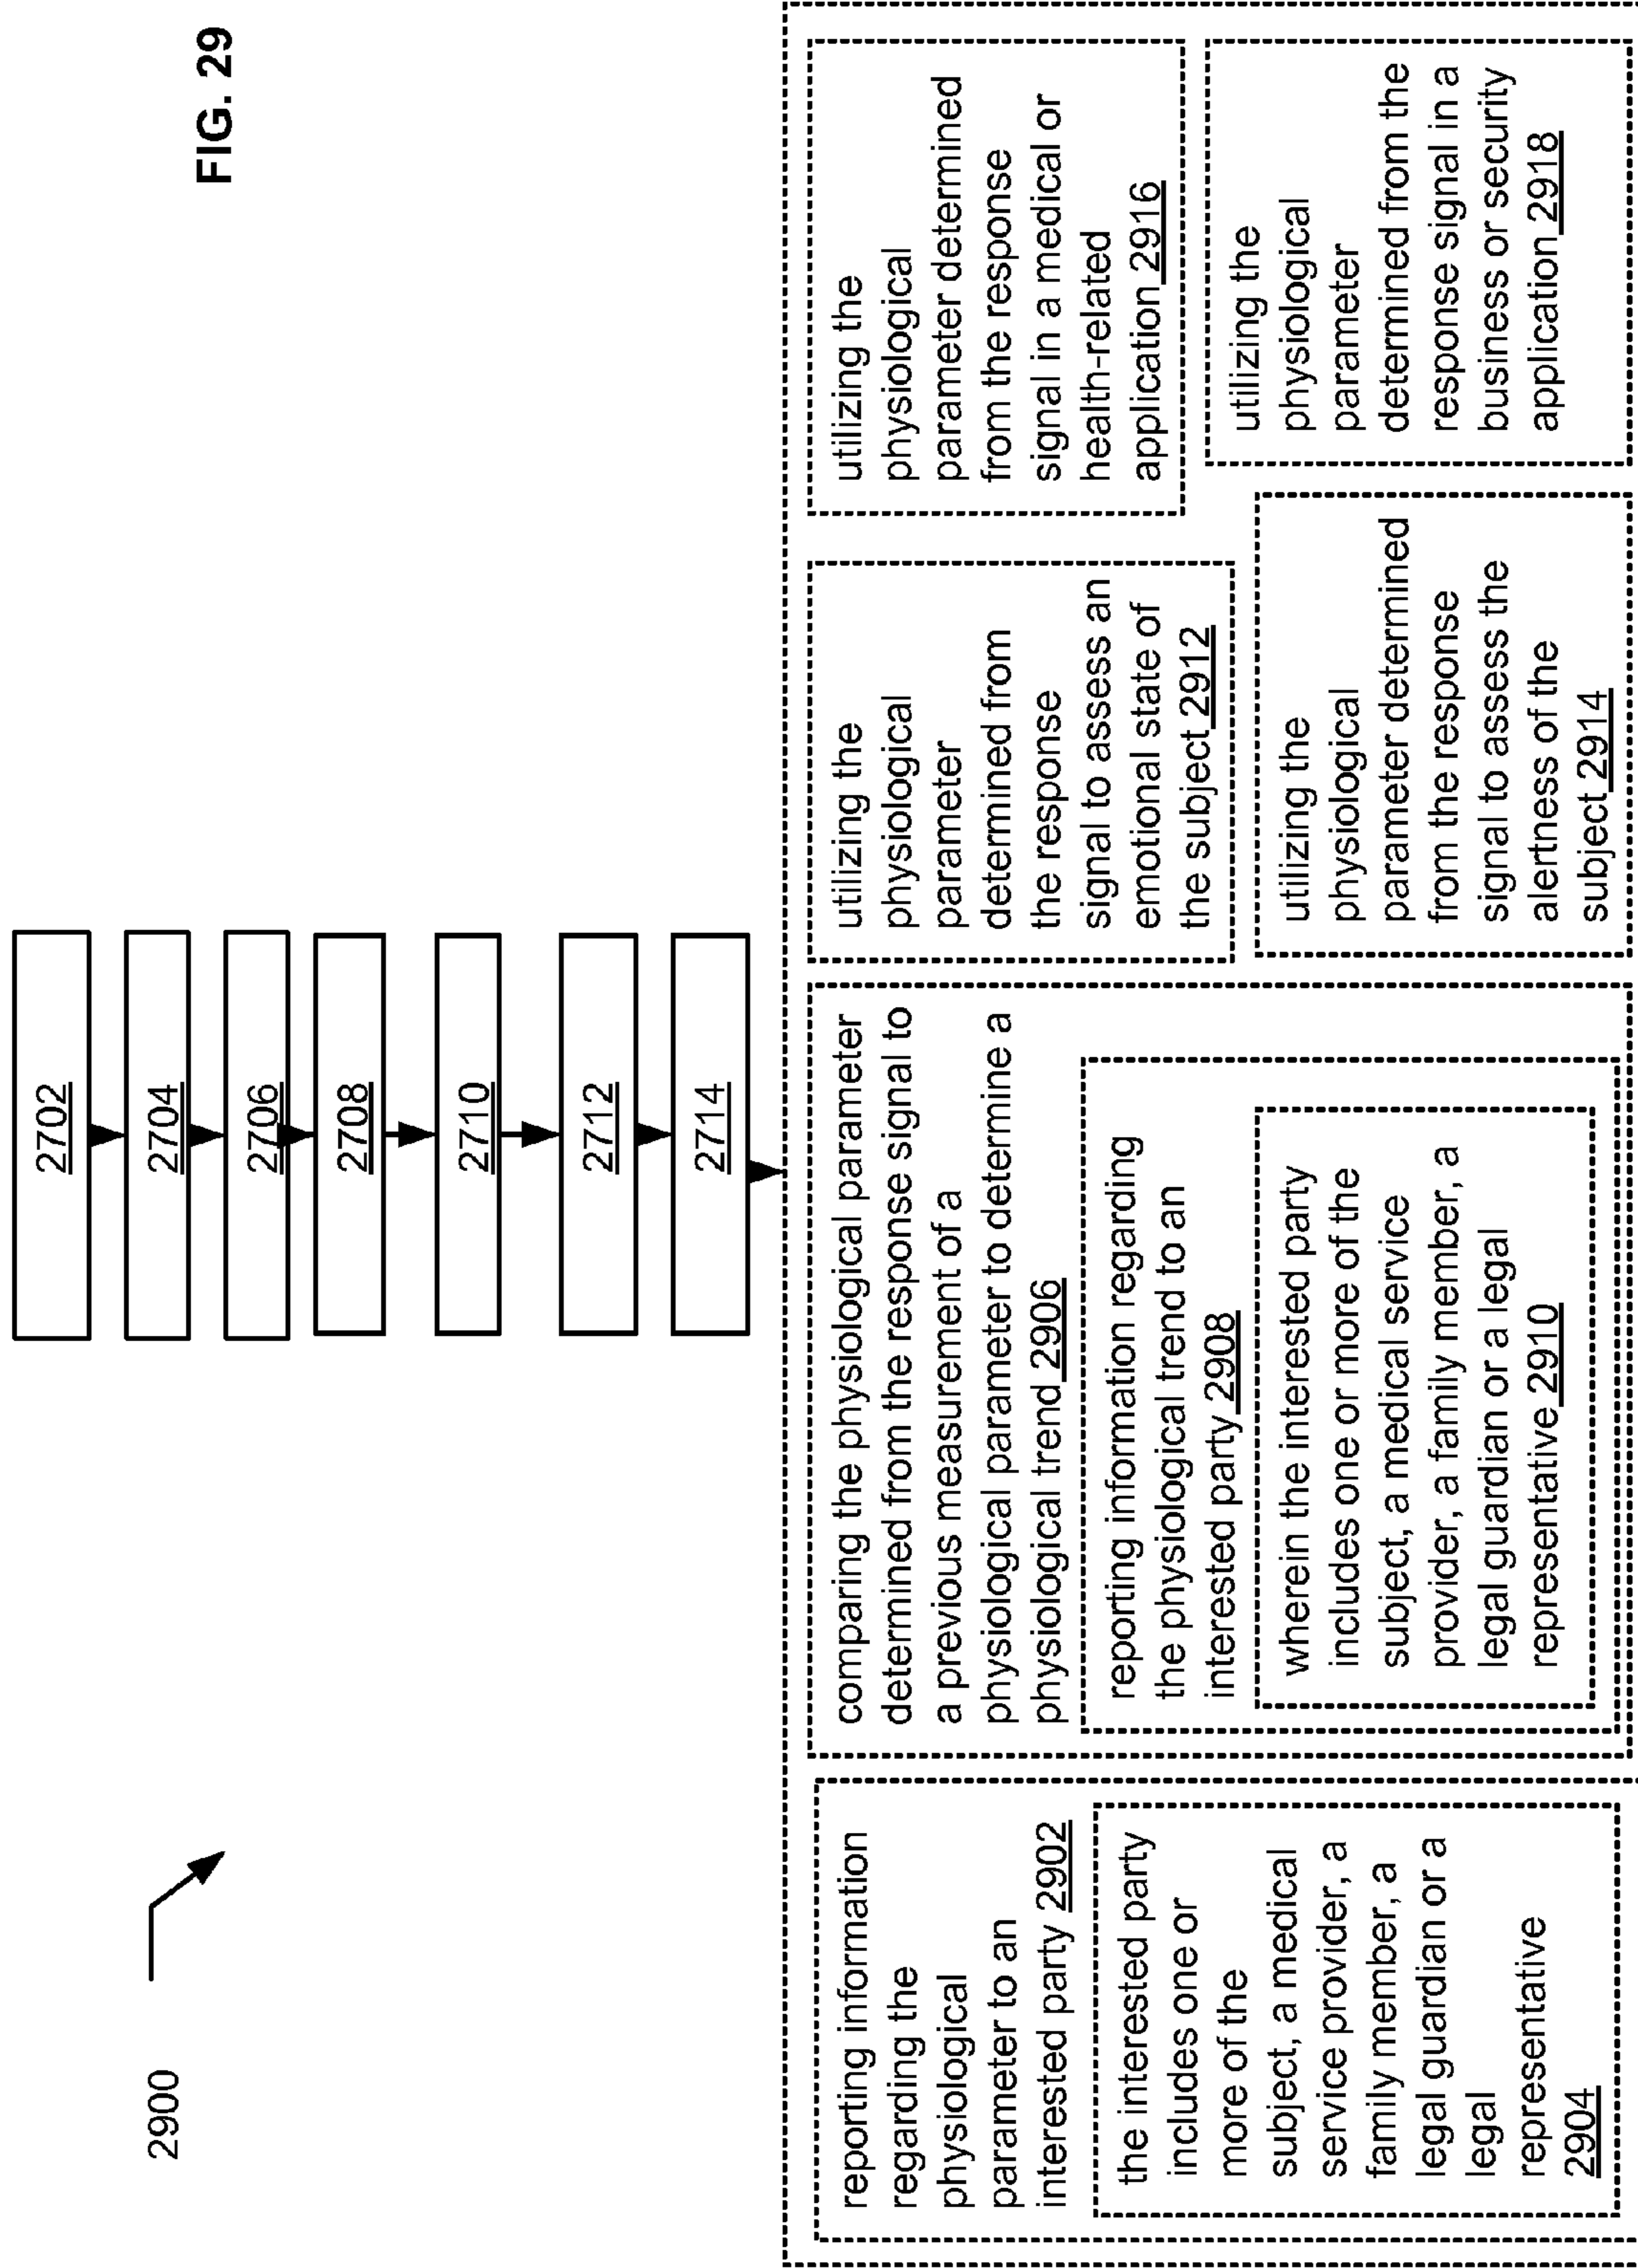 FIG. 29
2900
2702
2704
2706
2708
2710
2712
2714
reporting information
regarding the
physiological
parameter to an
interested party 2902
the interested party
includes one or
more of the
subject, a medical
service provider, a
family member, a
legal guardian or a
legal
representative
2904
comparing the physiological parameter
determined from the response signal to
a previous measurement of a
physiological parameter to determine a
physiological trend 2906
reporting information regarding
the physiological trend to an
interested party 2908
wherein the interested party
includes one or more of the
subject, a medical service
provider, a family member, a
legal guardian or a legal
representative 2910
utilizing the
physiological
parameter
determined from
the response
signal to assess an
emotional state of
the subject 2912
utilizing the
physiological
parameter determined
from the response
signal to assess the
alertness of the
subject 2914
utilizing the
physiological
parameter determined
from the response
signal in a medical or
health-related
application 2916
utilizing the
physiological
parameter
determined from the
response signal in a
business or security
application 2918